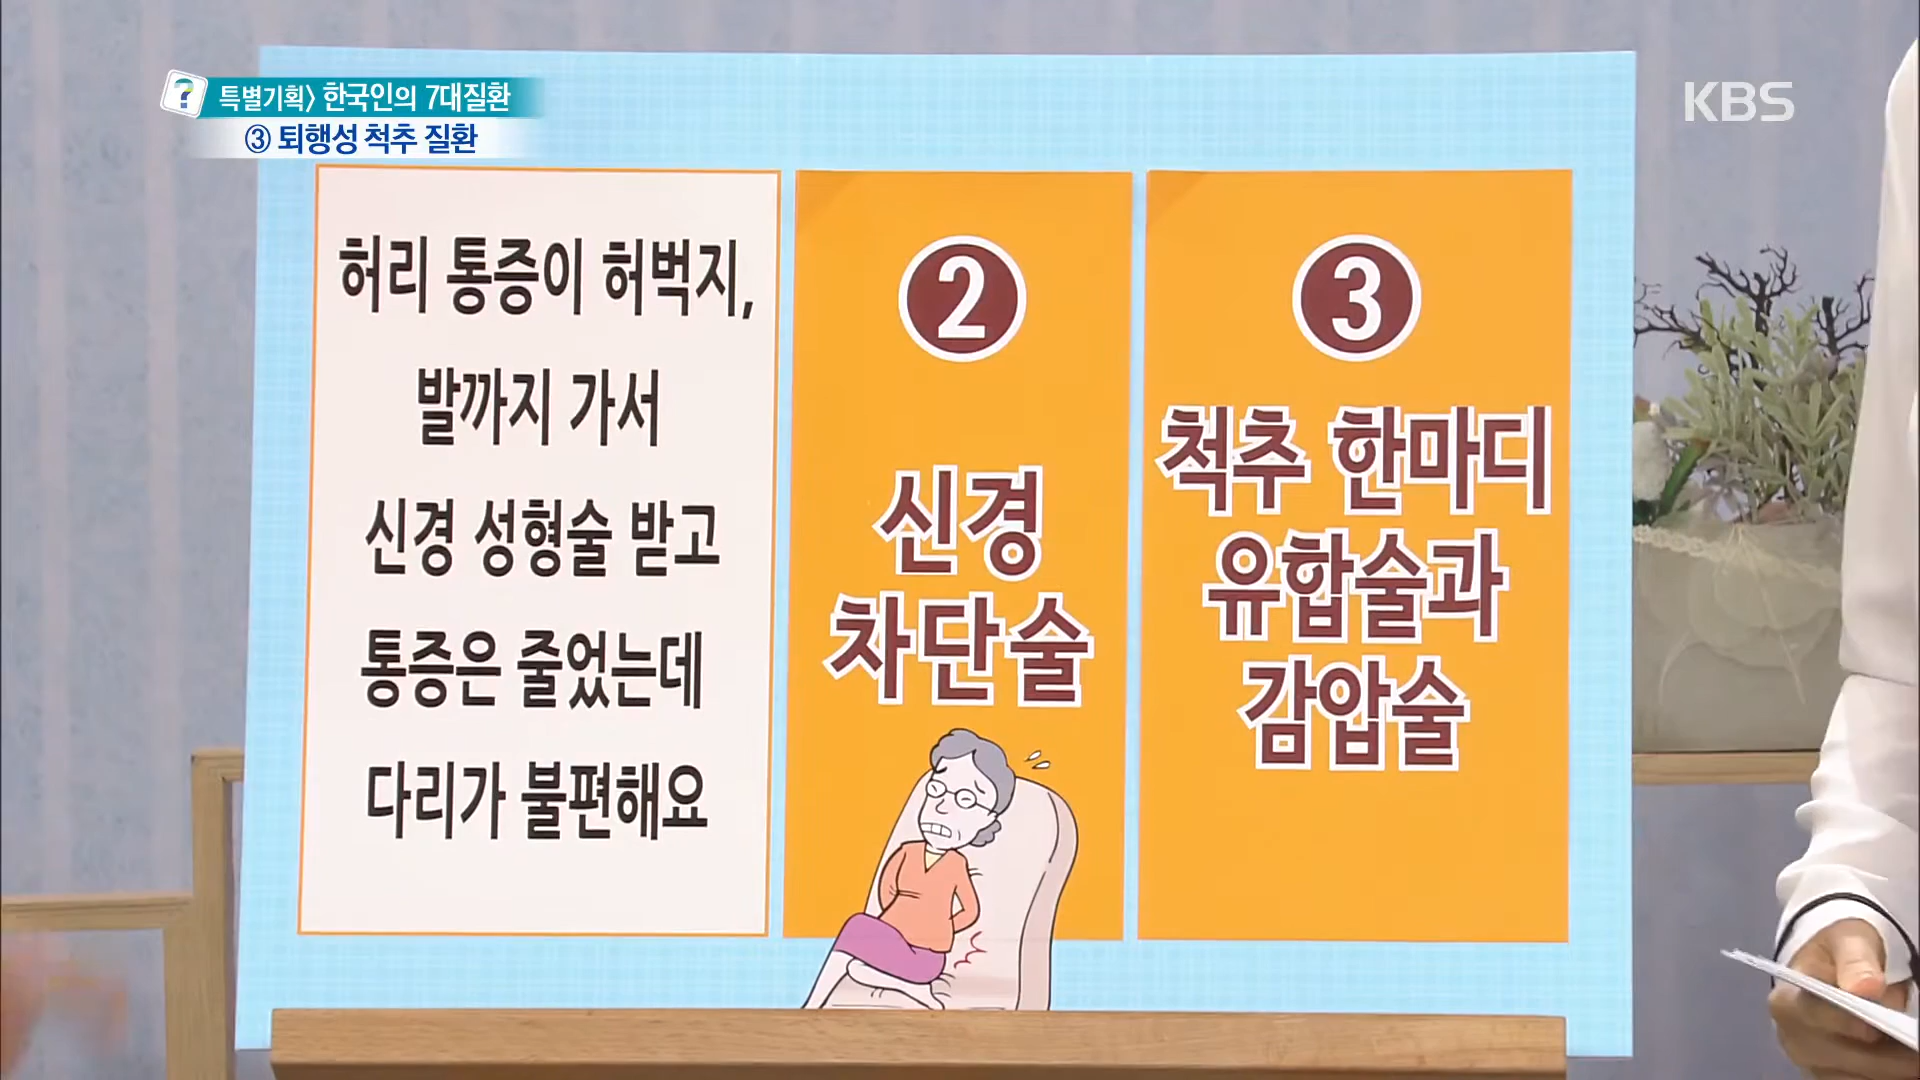 특별기획> 한국인의 7대질환
③ 퇴행성 척추 질환
KBS
허리 통증이 허벅지,
발까지 가서
신경 성형술 받고
통증은 줄었는데
다리가 불편해요
2
신경
차단술
3
척추 한마디
유합술과
감압술